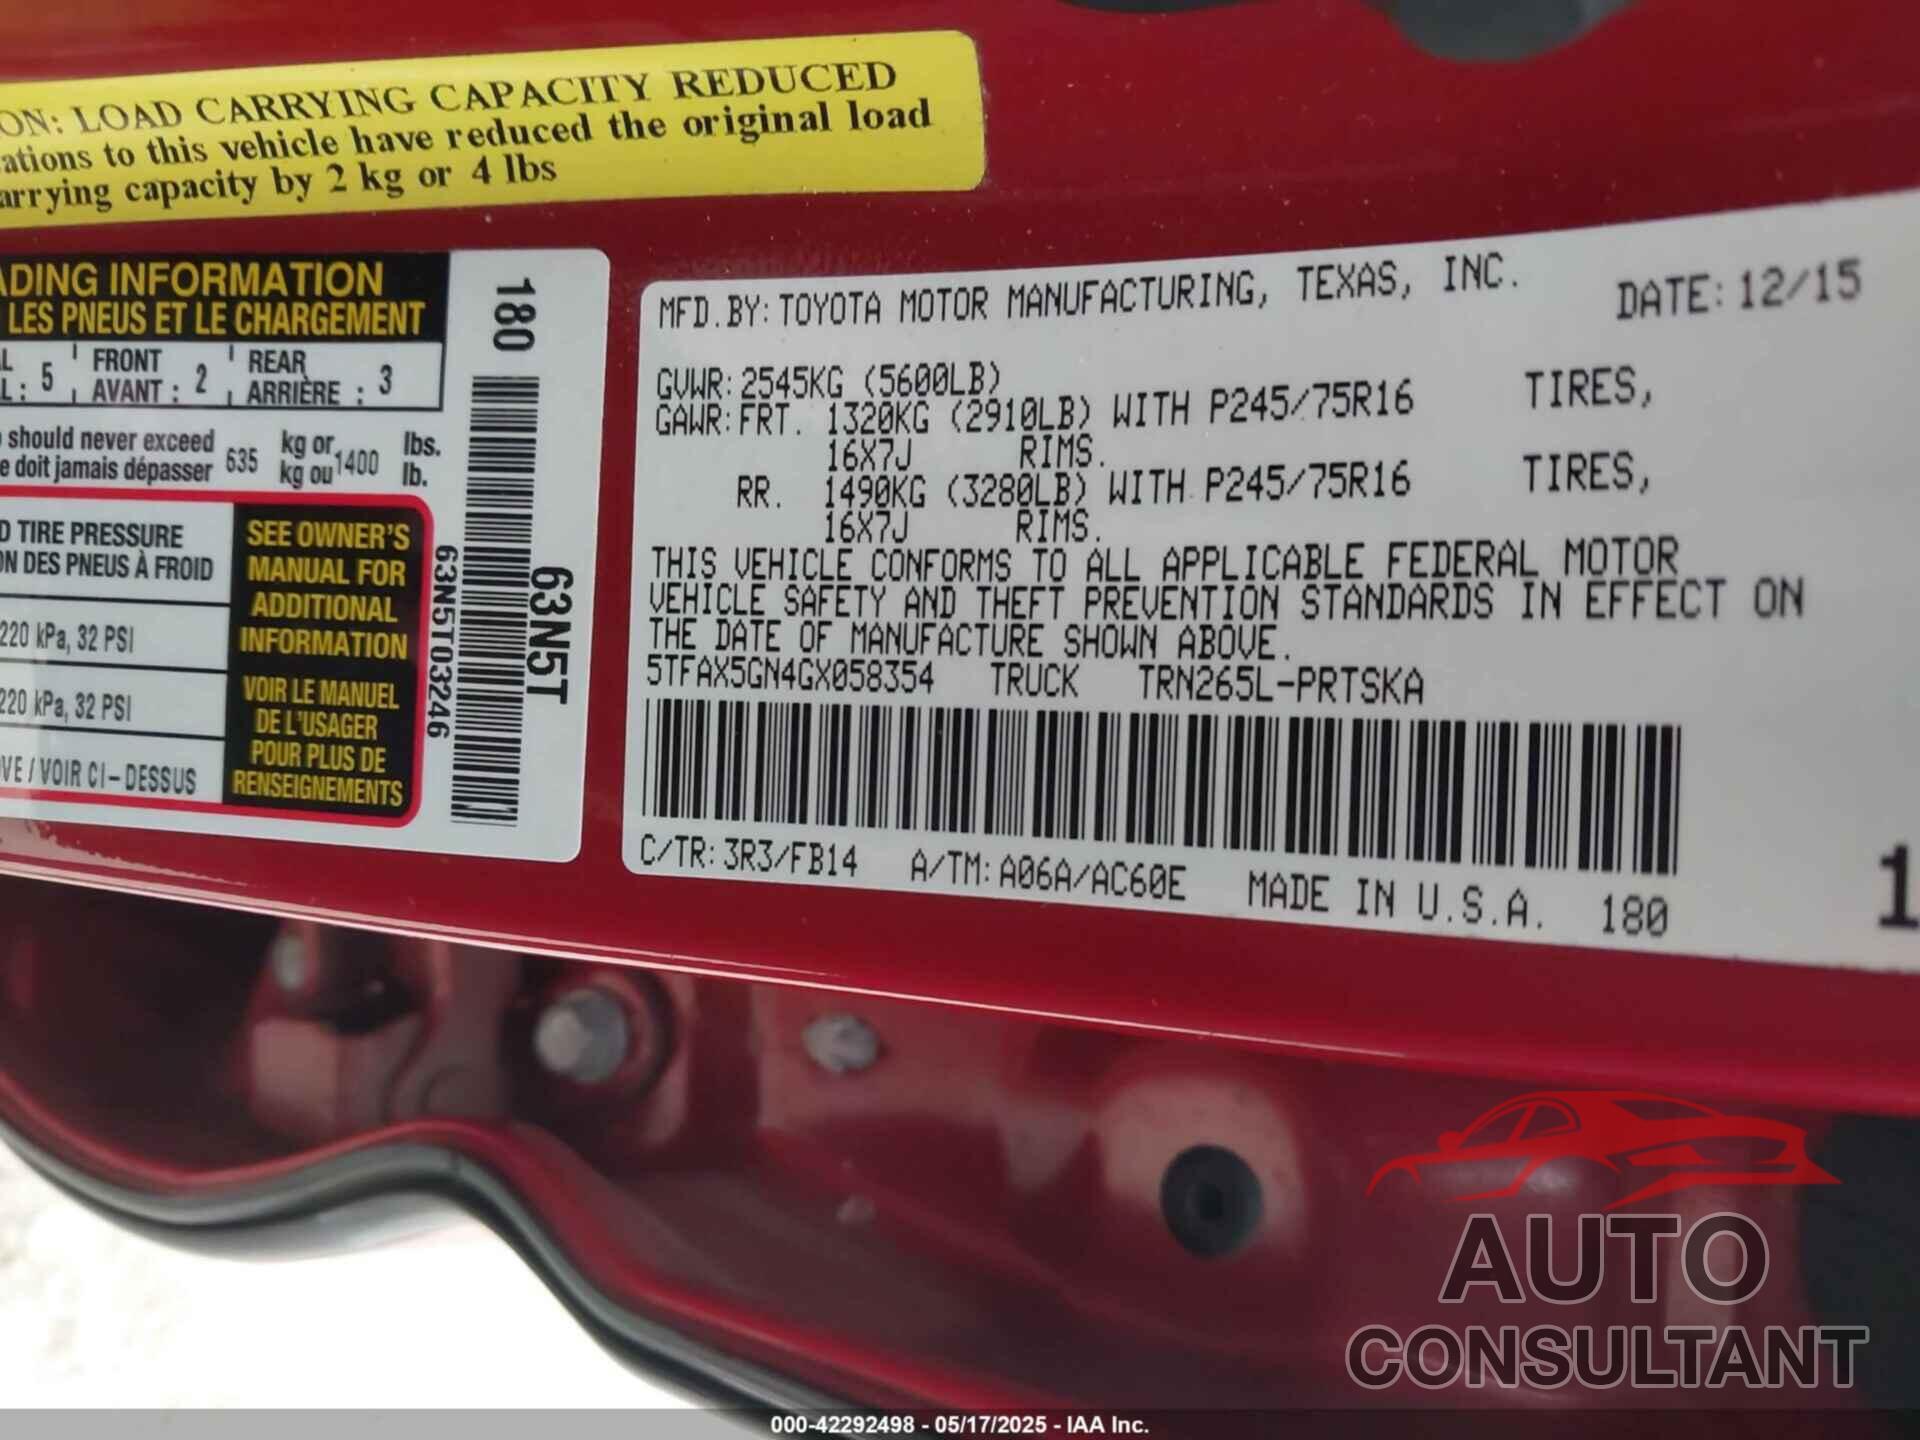 ON: LOAD CARRYING CAPACITY REDUCED
ations to this vehicle have reduced the original load
arrying capacity by 2 kg or 4 lbs
ADING INFORMATION
LES PNEUS ET LE CHARGEMENT
L : 5 FRONT AVANT : 2 REAR ARRIÈRE : 3
should never exceed 635 kg or 1400 lbs.
e doit jamais dépasser kg ou lb.
D TIRE PRESSURE
ON DES PNEUS À FROID
220 kPa, 32 PSI
220 kPa, 32 PSI
VE / VOIR CI-DESSUS
SEE OWNER'S
MANUAL FOR
ADDITIONAL
INFORMATION
VOIR LE MANUEL
DE L'USAGER
POUR PLUS DE
RENSEIGNEMENTS
180
63N5T03246
63N5T
MFD.BY:TOYOTA MOTOR MANUFACTURING, TEXAS, INC. DATE:12/15
GVWR:2545KG (5600LB)
GAWR:FRT. 1320KG (2910LB) WITH P245/75R16 TIRES,
16X7J RIMS.
RR. 1490KG (3280LB) WITH P245/75R16 TIRES,
16X7J RIMS.
THIS VEHICLE CONFORMS TO ALL APPLICABLE FEDERAL MOTOR
VEHICLE SAFETY AND THEFT PREVENTION STANDARDS IN EFFECT ON
THE DATE OF MANUFACTURE SHOWN ABOVE.
5TFAX5GN4GX058354 TRUCK TRN265L-PRTSKA
C/TR:3R3/FB14 A/TM:A06A/AC60E MADE IN U.S.A. 180
1
AUTO
CONSULTANT
000-42292498 - 05/17/2025 - IAA Inc.